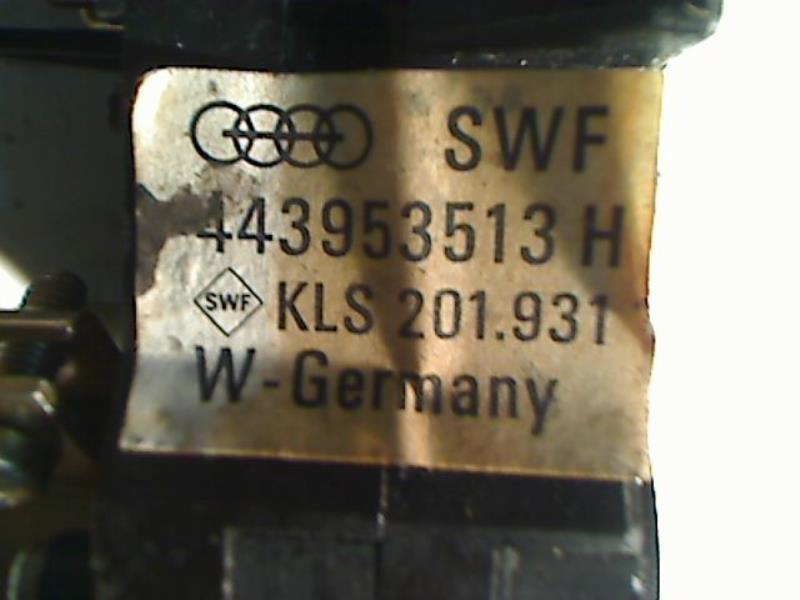 SWF
443953513 H
SWF KLS 201.931
W-Germany